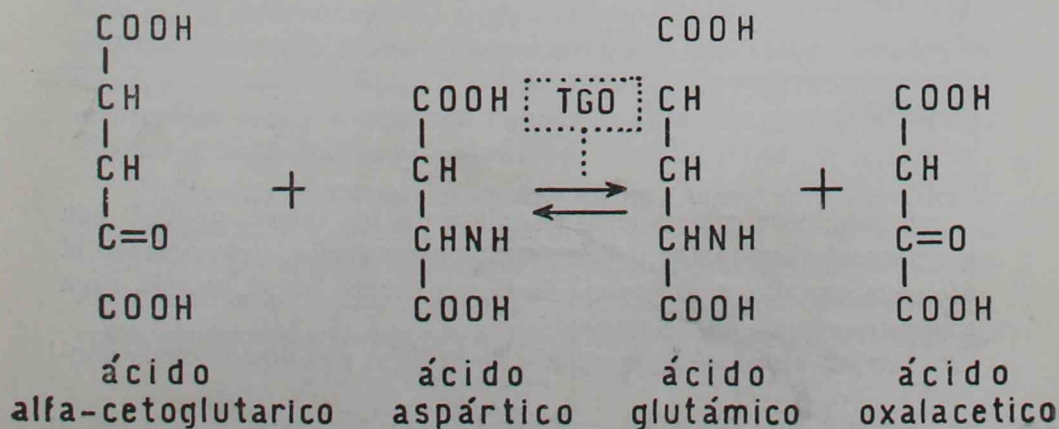 COOH COOH
CH COOH TGO CH COOH
CH + CH CH + CH
C=O CHNH CHNH C=O
COOH COOH COOH COOH
ácido ácido ácido ácido
alfa-cetoglutarico aspártico glutámico oxalacetico